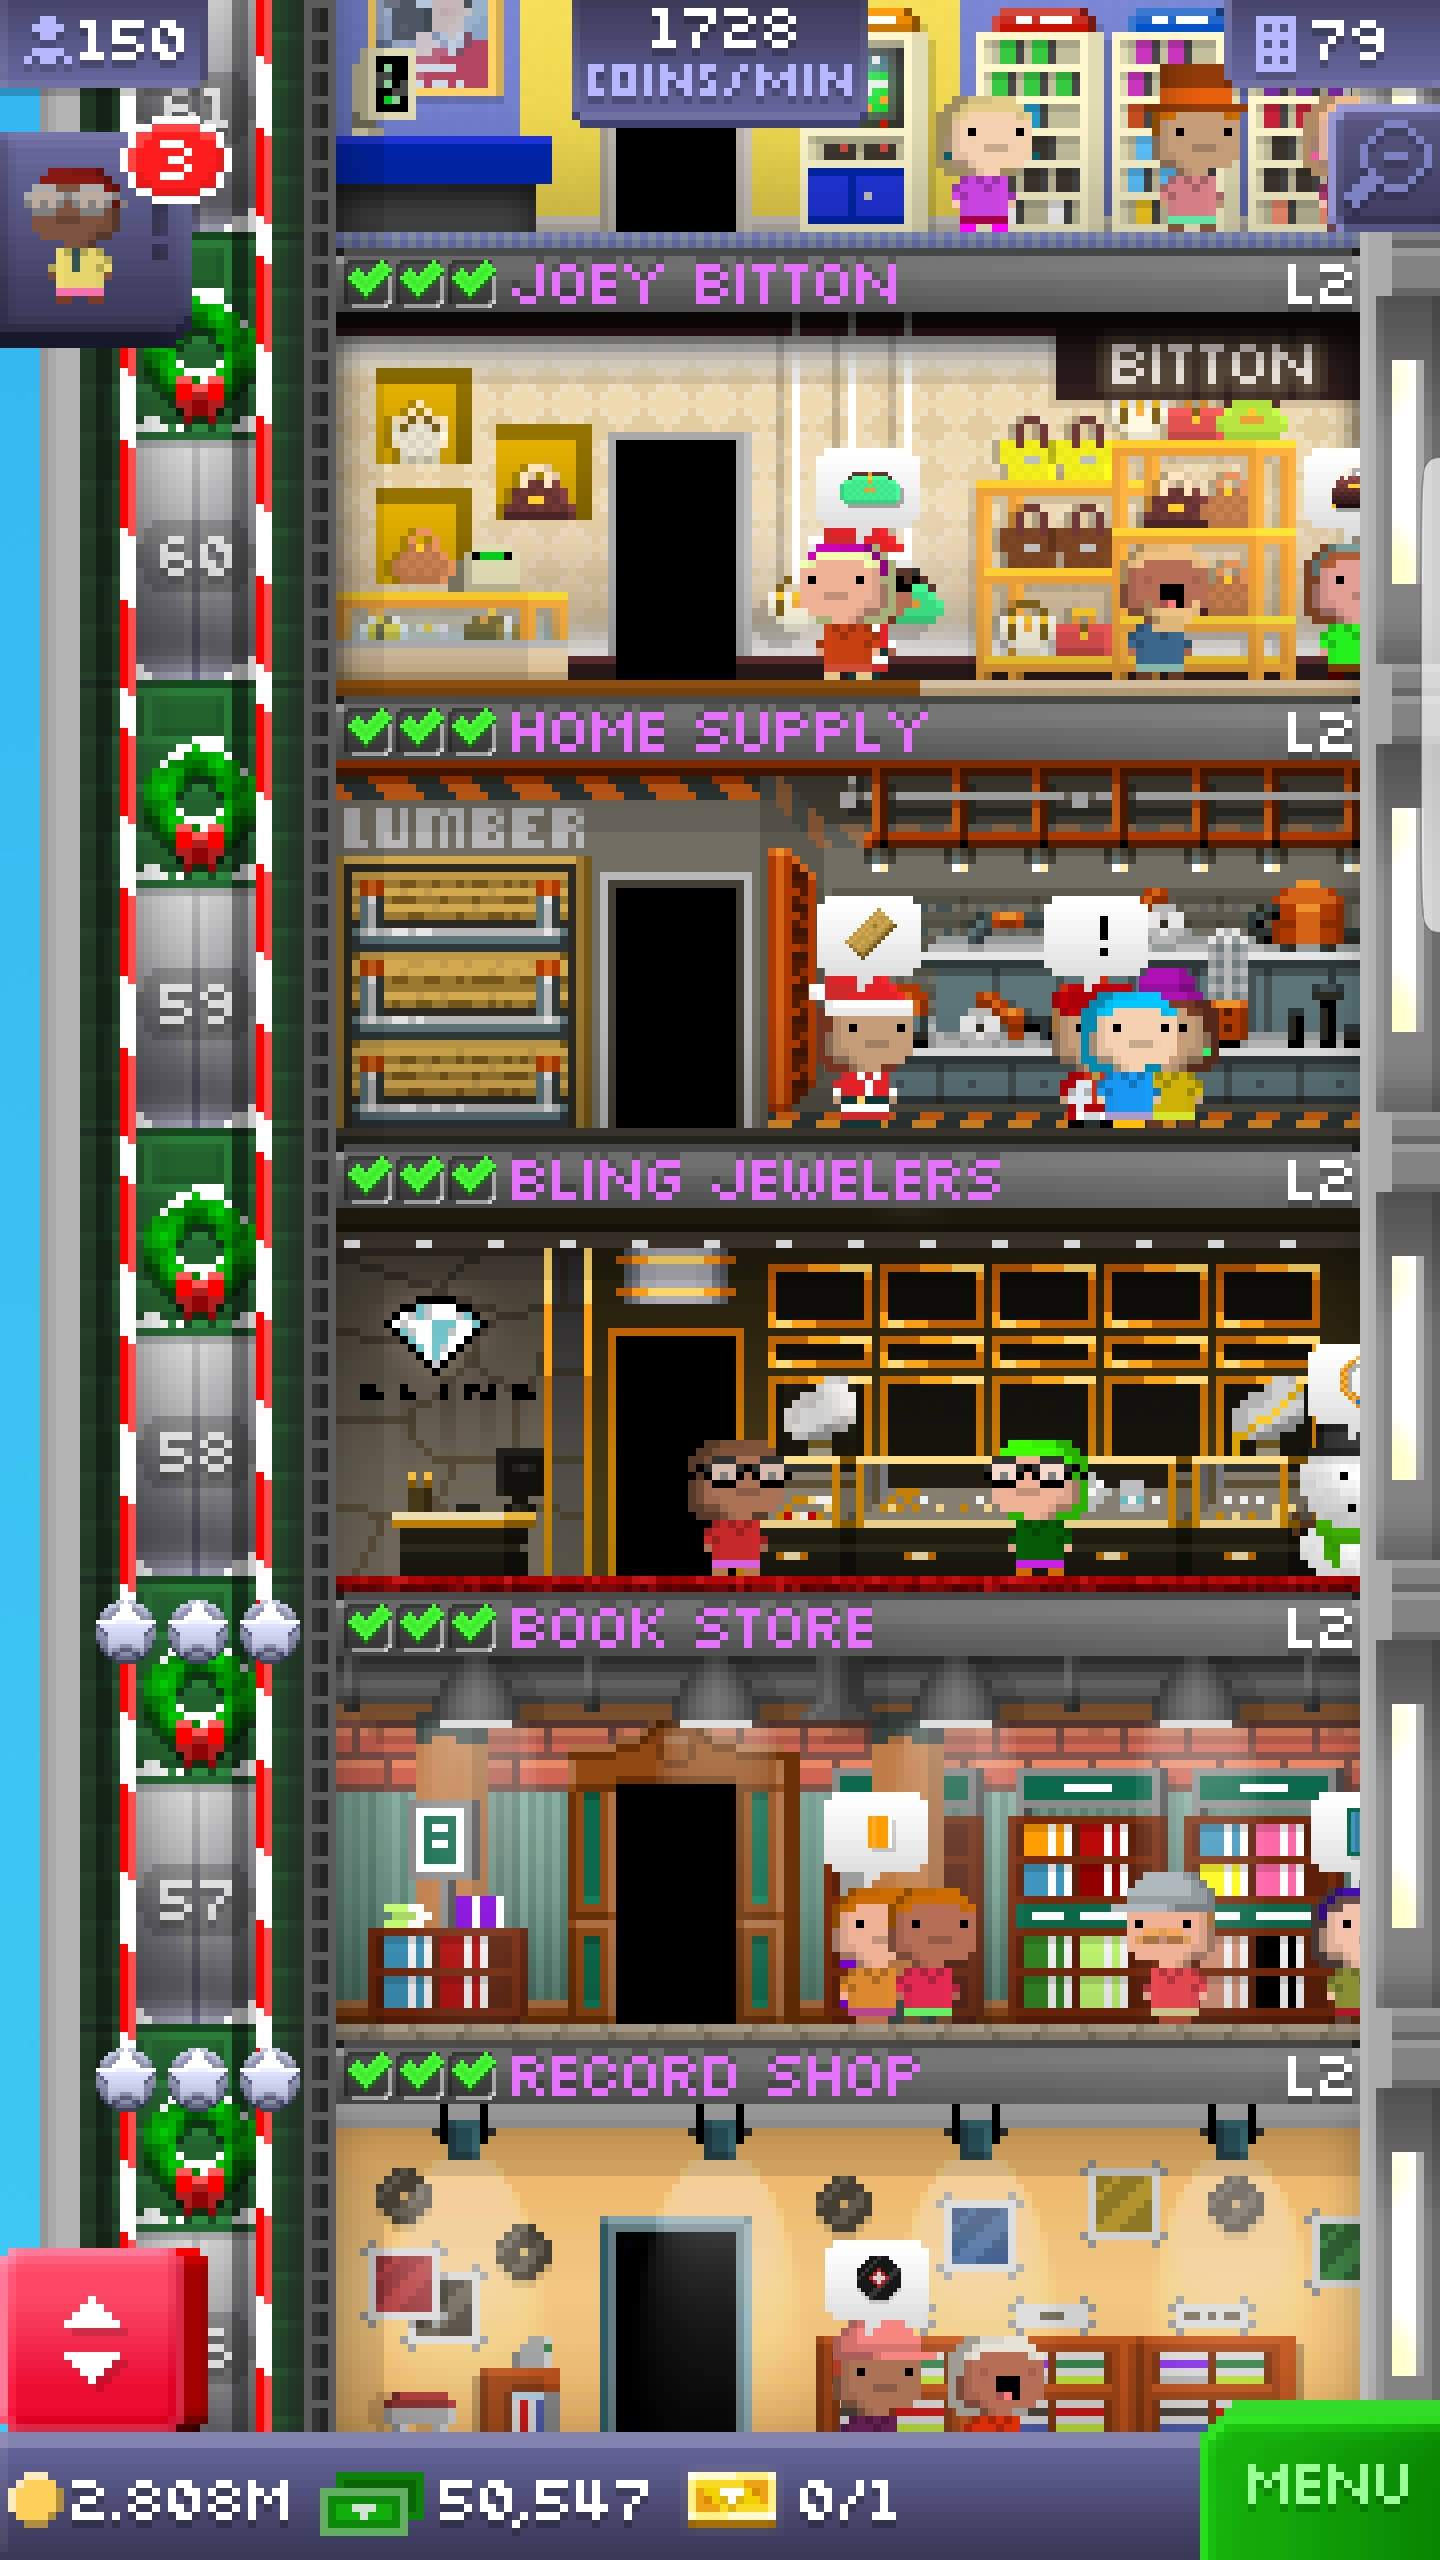 150
1728
COINS/MIN
79
61
3
JOEY BITTON L2
BITTON
60
HOME SUPPLY L2
LUMBER
59
!
BLING JEWELERS L2
BLING
58
BOOK STORE L2
57
RECORD SHOP L2
2.808M 50,547 0/1
MENU